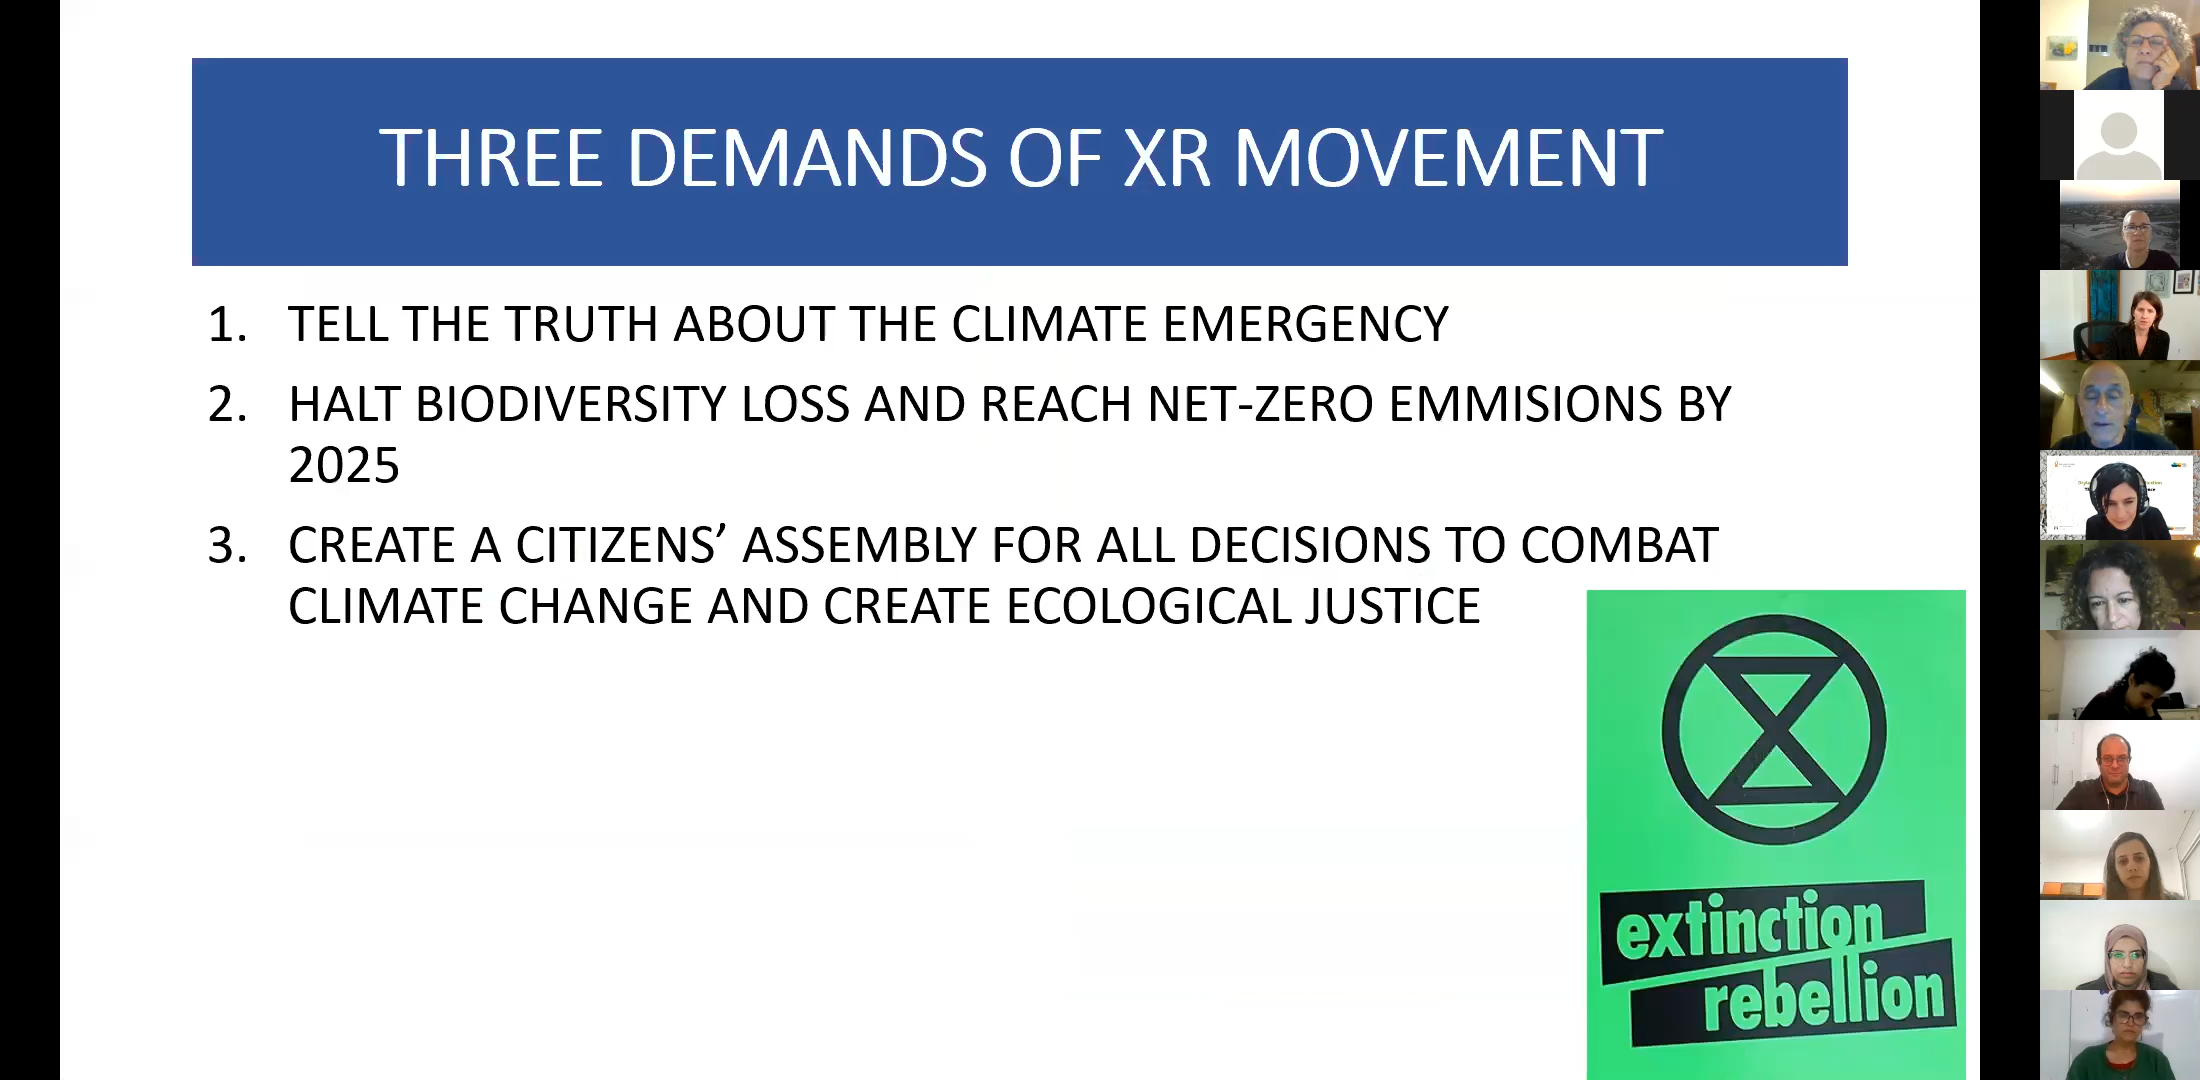 THREE DEMANDS OF XR MOVEMENT
1. TELL THE TRUTH ABOUT THE CLIMATE EMERGENCY
2. HALT BIODIVERSITY LOSS AND REACH NET-ZERO EMMISIONS BY
2025
3. CREATE A CITIZENS’ ASSEMBLY FOR ALL DECISIONS TO COMBAT
CLIMATE CHANGE AND CREATE ECOLOGICAL JUSTICE
extinction
rebellion